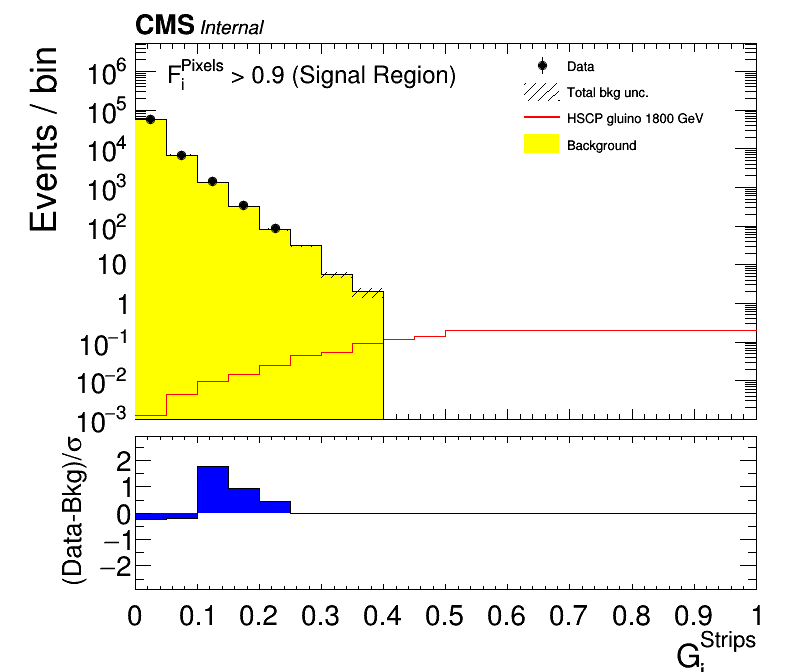 CMS Internal
Events / bin
F_i^Pixels > 0.9 (Signal Region)
Data
Total bkg unc.
HSCP gluino 1800 GeV
Background
10^6
10^5
10^4
10^3
10^2
10
1
10^−1
10^−2
10^−3
(Data-Bkg)/σ
2
1
0
−1
−2
0 0.1 0.2 0.3 0.4 0.5 0.6 0.7 0.8 0.9 1
G_i^Strips